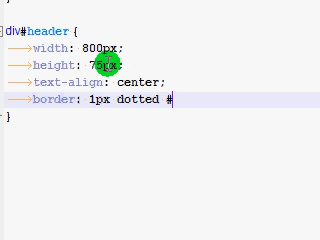 }
div#header {
width: 800px;
height: 75px;
text-align: center;
border: 1px dotted #
}